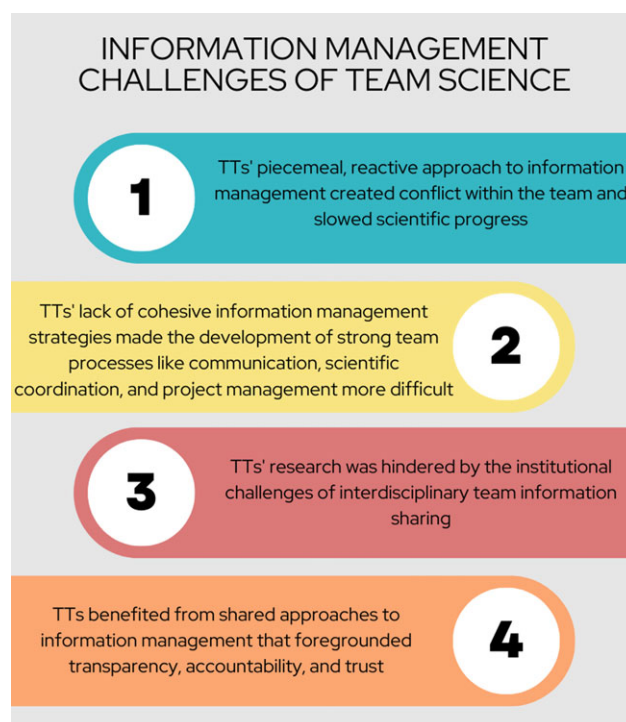 INFORMATION MANAGEMENT
CHALLENGES OF TEAM SCIENCE
1
TTs' piecemeal, reactive approach to information
management created conflict within the team and
slowed scientific progress
TTs' lack of cohesive information management
strategies made the development of strong team
processes like communication, scientific
coordination, and project management more difficult
2
3
TTs' research was hindered by the institutional
challenges of interdisciplinary team information
sharing
TTs benefited from shared approaches to
information management that foregrounded
transparency, accountability, and trust
4